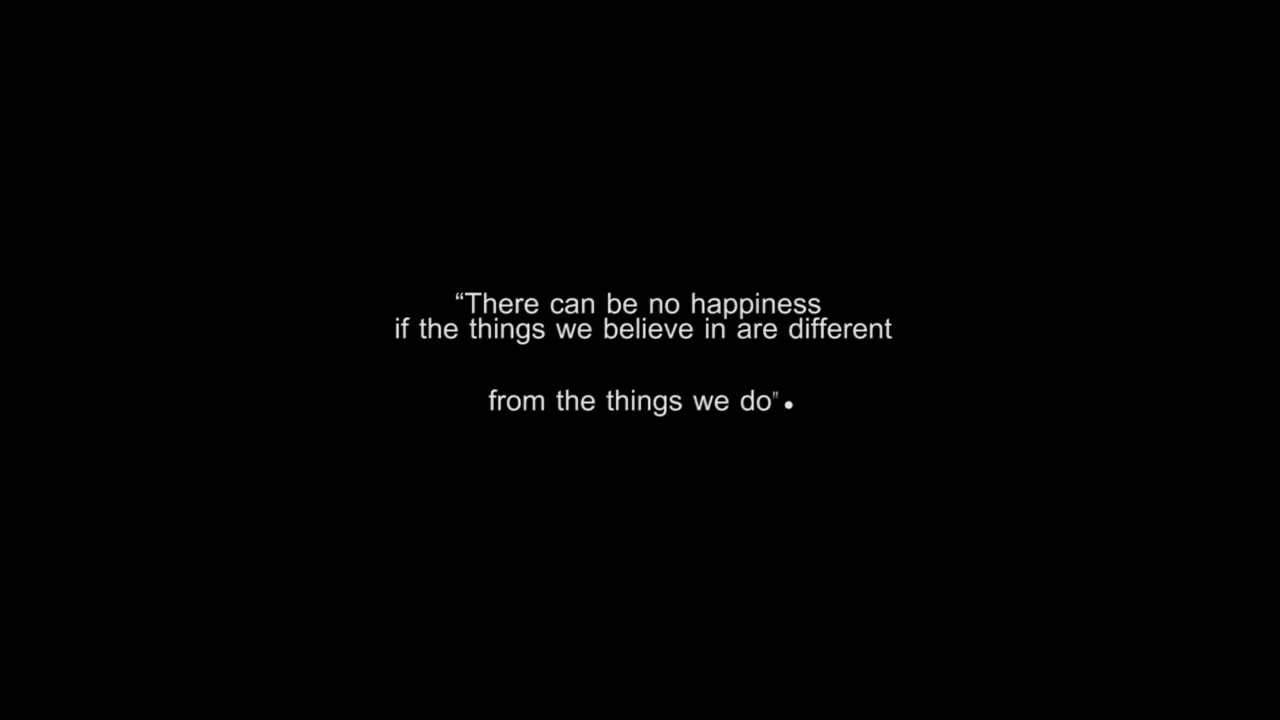 “There can be no happiness
if the things we believe in are different
from the things we do".